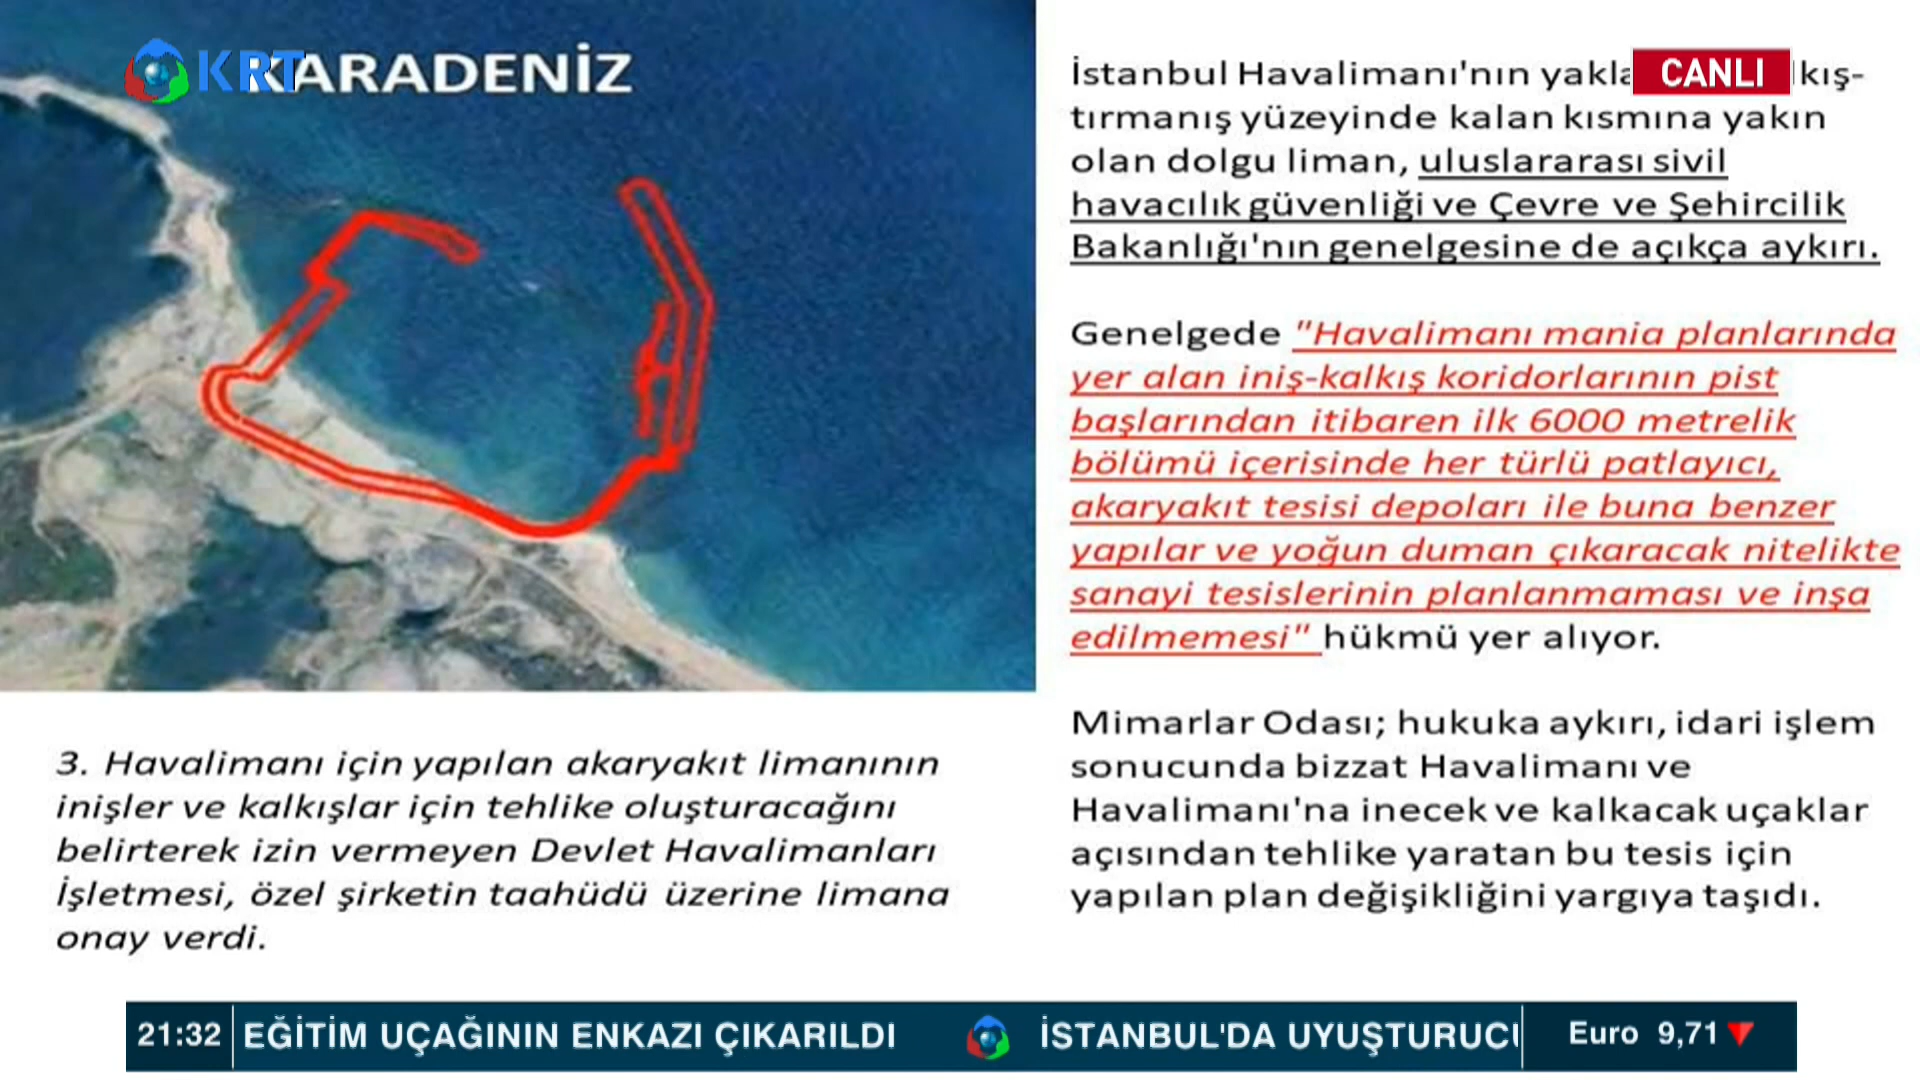 KRT
KARADENİZ
CANLI
İstanbul Havalimanı'nın kış-
tırmanış yüzeyinde kalan kısmına yakın
olan dolgu liman, uluslararası sivil
havacılık güvenliği ve Çevre ve Şehircilik
Bakanlığı'nın genelgesine de açıkça aykırı.
Genelgede "Havalimanı mania planlarında
yer alan iniş-kalkış koridorlarının pist
başlarından itibaren ilk 6000 metrelik
bölümü içerisinde her türlü patlayıcı,
akaryakıt tesisi depoları ile buna benzer
yapılar ve yoğun duman çıkaracak nitelikte
sanayi tesislerinin planlanmaması ve inşa
edilmemesi" hükmü yer alıyor.
Mimarlar Odası; hukuka aykırı, idari işlem
sonucunda bizzat Havalimanı ve
Havalimanı'na inecek ve kalkacak uçaklar
açısından tehlike yaratan bu tesis için
yapılan plan değişikliğini yargıya taşıdı.
3. Havalimanı için yapılan akaryakıt limanının
inişler ve kalkışlar için tehlike oluşturacağını
belirterek izin vermeyen Devlet Havalimanları
İşletmesi, özel şirketin taahüdü üzerine limana
onay verdi.
21:32 EĞİTİM UÇAĞININ ENKAZI ÇIKARILDI İSTANBUL'DA UYUŞTURUCU Euro 9,71